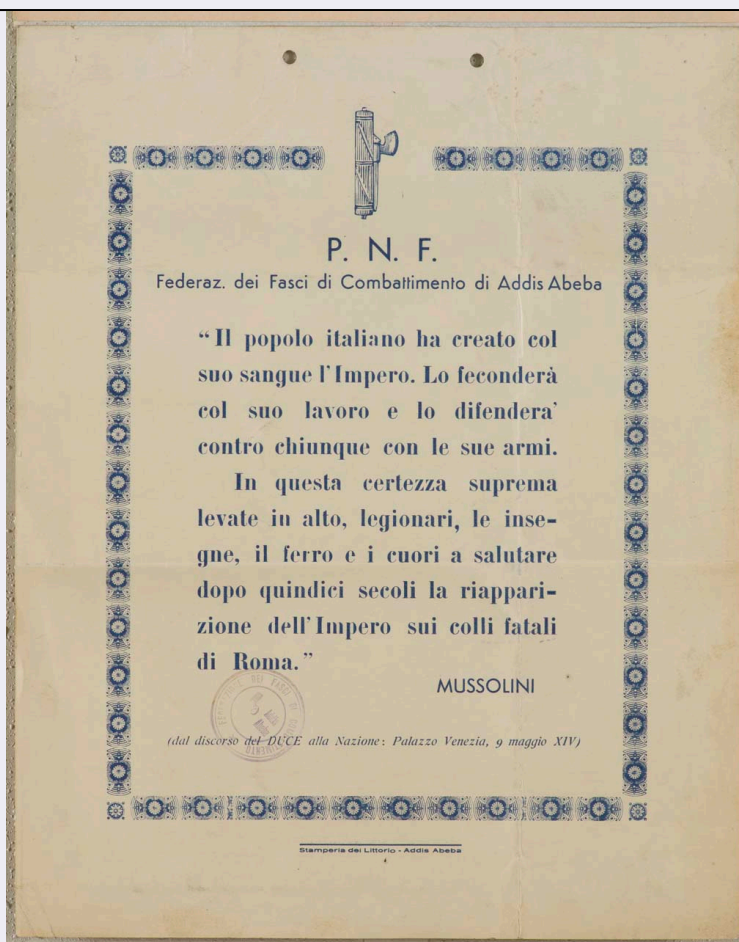 P. N. F.
Federaz. dei Fasci di Combattimento di Addis Abeba
“Il popolo italiano ha creato col
suo sangue l'Impero. Lo feconderà
col suo lavoro e lo difendera'
contro chiunque con le sue armi.
In questa certezza suprema
levate in alto, legionari, le inse-
gne, il ferro e i cuori a salutare
dopo quindici secoli la riappari-
zione dell'Impero sui colli fatali
di Roma.”
MUSSOLINI
(dal discorso del DUCE alla Nazione: Palazzo Venezia, 9 maggio XIV)
Stamperia del Littorio - Addis Abeba